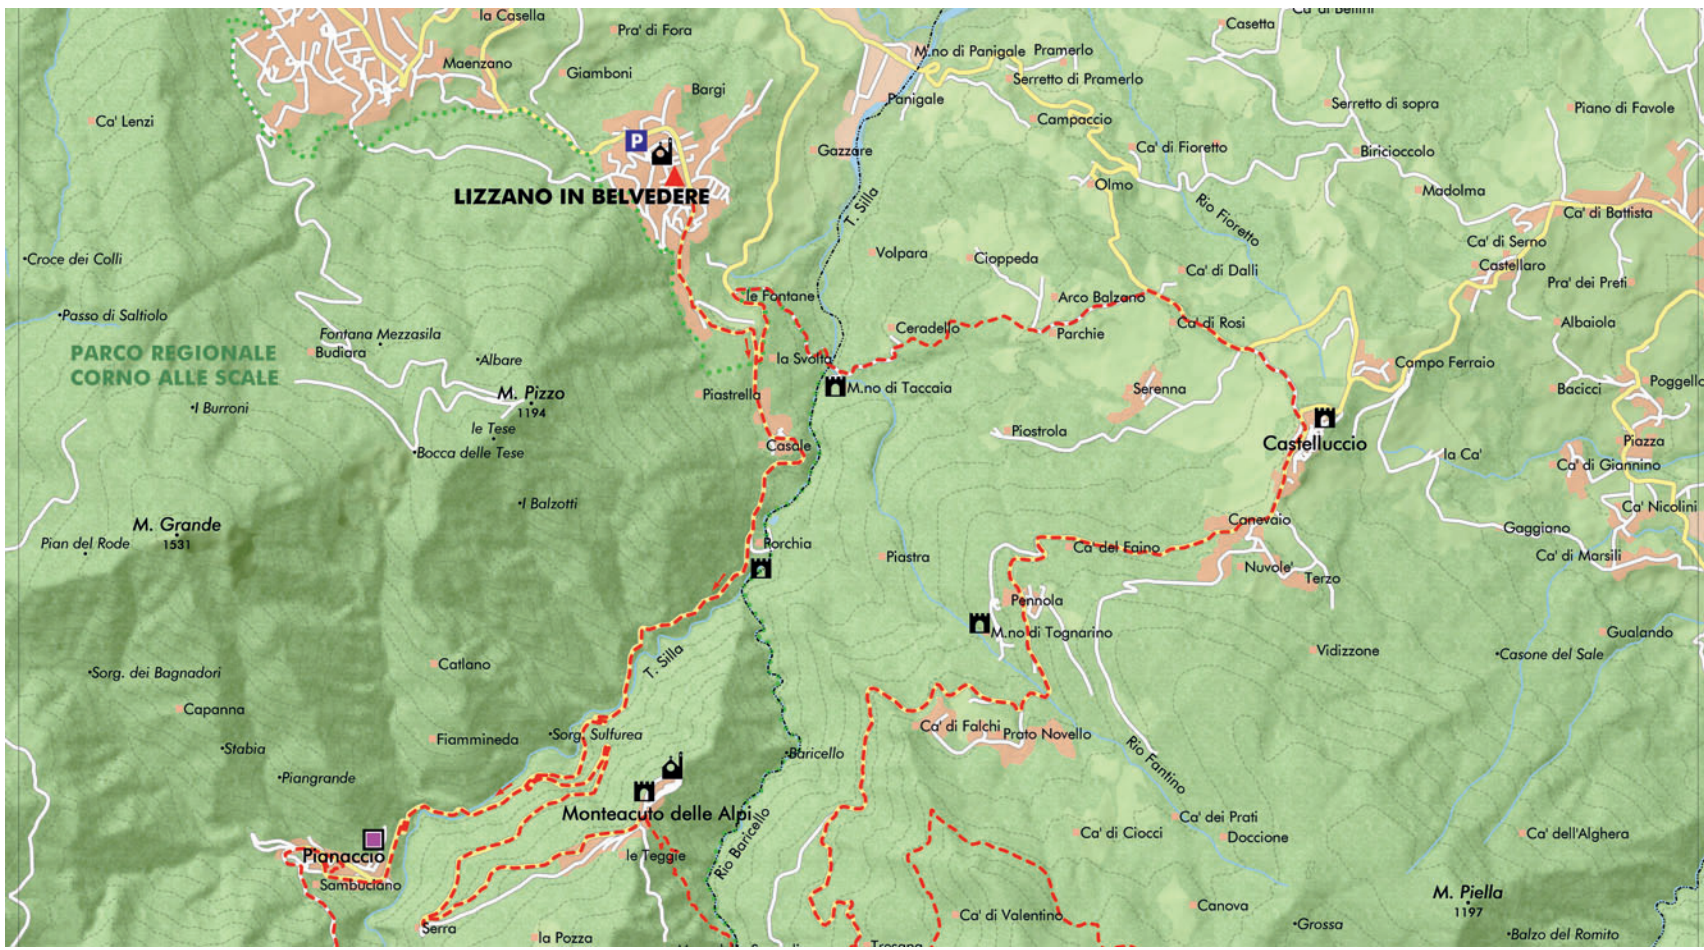 la Casella
Pra' di Fora
Casetta
Ca' di Bellini
M.no di Panigale
Pramerlo
Maenzano
Giamboni
Serretto di Pramerlo
Bargi
Panigale
Serretto di sopra
Piano di Favole
Ca' Lenzi
Campaccio
P
Gazzare
Ca' di Fioretto
Biricioccolo
Olmo
Madolma
LIZZANO IN BELVEDERE
T. Silla
Rio Fioretto
Ca' di Battista
Ca' di Serno
Croce dei Colli
Volpara
Cioppeda
Ca' di Dalli
Castellaro
Pra' dei Preti
le Fontane
Arco Balzano
Passo di Saltiolo
Ceradello
Parchie
Ca' di Rosi
Albaiola
Fontana Mezzasila
Budiara
PARCO REGIONALE
CORNO ALLE SCALE
Albare
la Svolta
Campo Ferraio
M. Pizzo
1194
Piastrella
M.no di Taccaia
Serenna
Bacicci
Poggello
I Burroni
le Tese
Piostrola
Castelluccio
Piazza
Bocca delle Tese
Casale
la Ca'
Ca' di Giannino
I Balzotti
Ca' Nicolini
M. Grande
1531
Pian del Rode
Canevaio
Gaggiano
Porchia
Piastra
Ca' del Faino
Ca' di Marsili
Nuvole'
Terzo
Pennola
M.no di Tognarino
Gualando
T. Silla
Vidizzone
Casone del Sale
Catlano
Sorg. dei Bagnadori
Capanna
Stabia
Fiammineda
Sorg. Sulfurea
Ca' di Falchi
Prato Novello
Baricello
Rio Fantino
Piangrande
Monteacuto delle Alpi
Rio Baricello
Ca' dei Prati
Ca' di Ciocci
Doccione
Ca' dell'Alghera
Pianaccio
le Teggie
Sambuciano
M. Piella
1197
Canova
Ca' di Valentino
Grossa
Serra
la Pozza
Balzo del Romito
Tresana